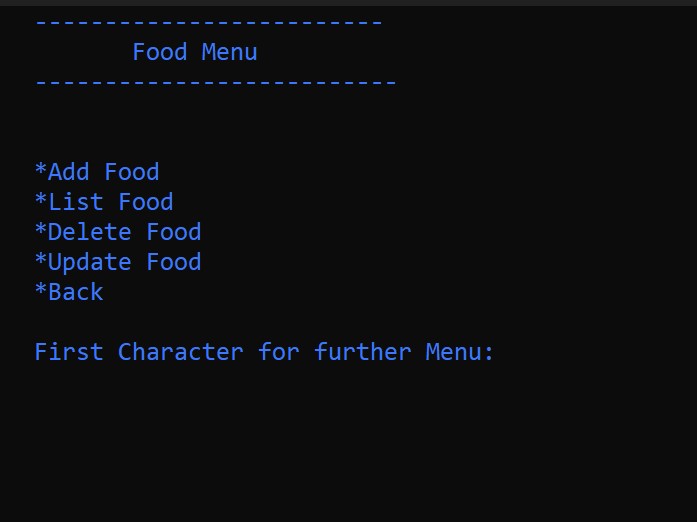 -------------------------
       Food Menu
--------------------------
*Add Food
*List Food
*Delete Food
*Update Food
*Back
First Character for further Menu: